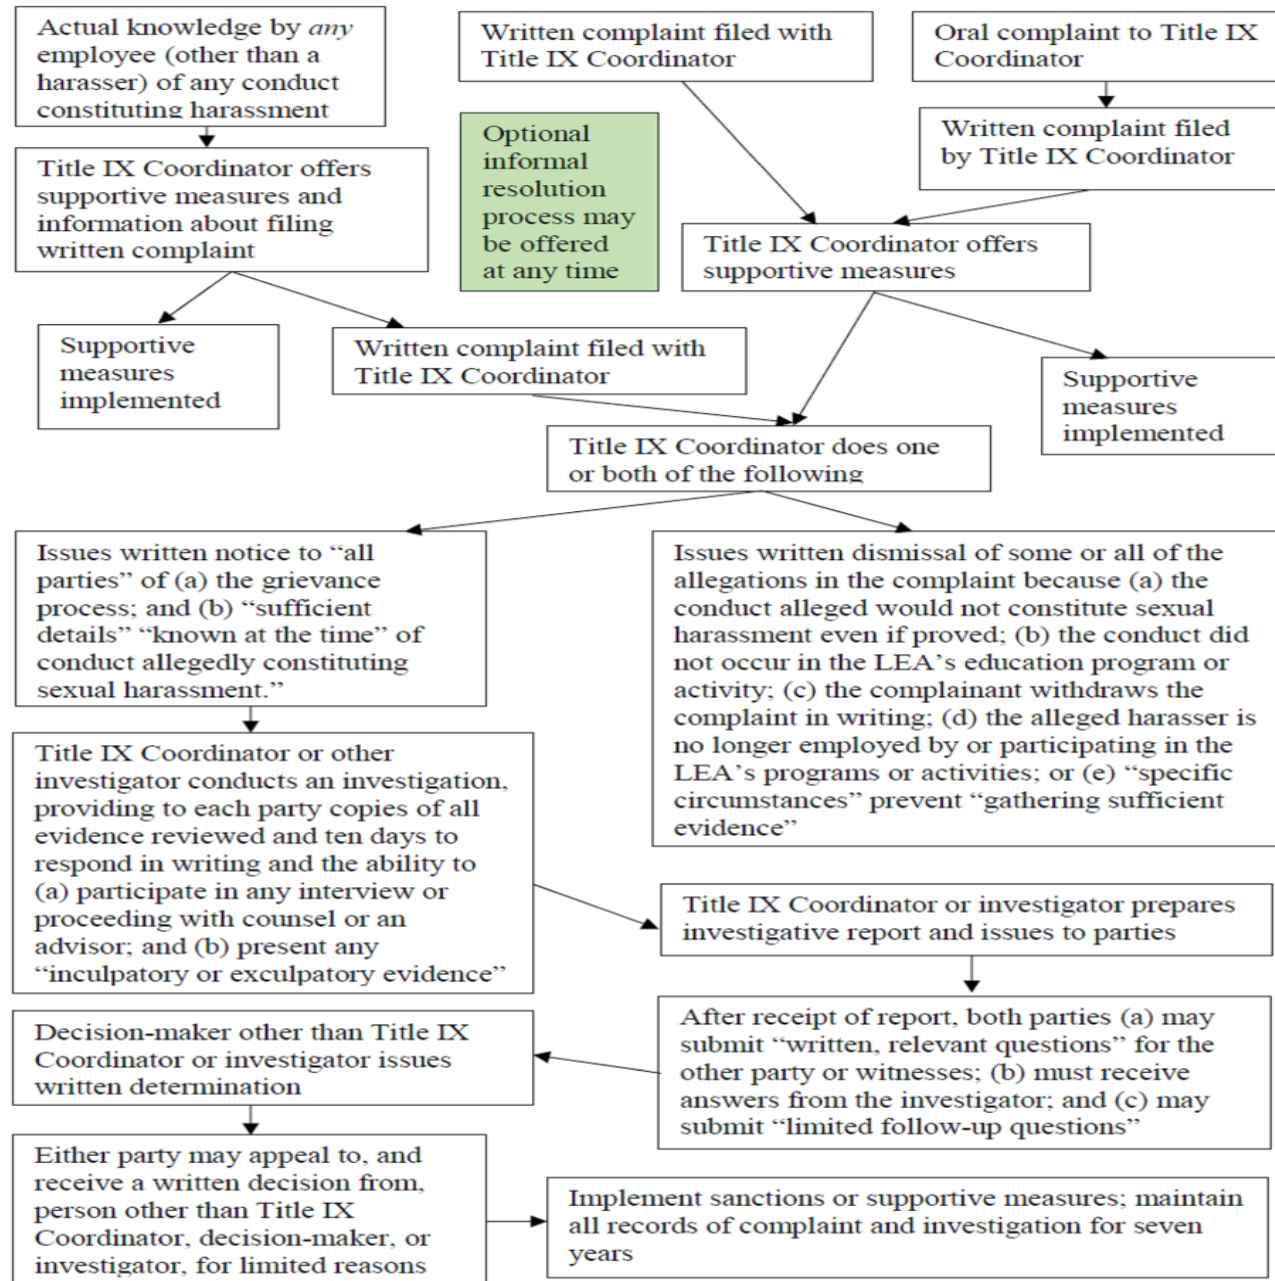 Actual knowledge by any
employee (other than a
harasser) of any conduct
constituting harassment
Written complaint filed with
Title IX Coordinator
Oral complaint to Title IX
Coordinator
Written complaint filed
by Title IX Coordinator
Optional
informal
resolution
process may
be offered
at any time
Title IX Coordinator offers
supportive measures and
information about filing
written complaint
Title IX Coordinator offers
supportive measures
Supportive
measures
implemented
Written complaint filed with
Title IX Coordinator
Supportive
measures
implemented
Title IX Coordinator does one
or both of the following
Issues written notice to “all
parties” of (a) the grievance
process; and (b) “sufficient
details” “known at the time” of
conduct allegedly constituting
sexual harassment.”
Issues written dismissal of some or all of the
allegations in the complaint because (a) the
conduct alleged would not constitute sexual
harassment even if proved; (b) the conduct did
not occur in the LEA’s education program or
activity; (c) the complainant withdraws the
complaint in writing; (d) the alleged harasser is
no longer employed by or participating in the
LEA’s programs or activities; or (e) “specific
circumstances” prevent “gathering sufficient
evidence”
Title IX Coordinator or other
investigator conducts an investigation,
providing to each party copies of all
evidence reviewed and ten days to
respond in writing and the ability to
(a) participate in any interview or
proceeding with counsel or an
advisor; and (b) present any
“inculpatory or exculpatory evidence”
Title IX Coordinator or investigator prepares
investigative report and issues to parties
After receipt of report, both parties (a) may
submit “written, relevant questions” for the
other party or witnesses; (b) must receive
answers from the investigator; and (c) may
submit “limited follow-up questions”
Decision-maker other than Title IX
Coordinator or investigator issues
written determination
Either party may appeal to, and
receive a written decision from,
person other than Title IX
Coordinator, decision-maker, or
investigator, for limited reasons
Implement sanctions or supportive measures; maintain
all records of complaint and investigation for seven
years